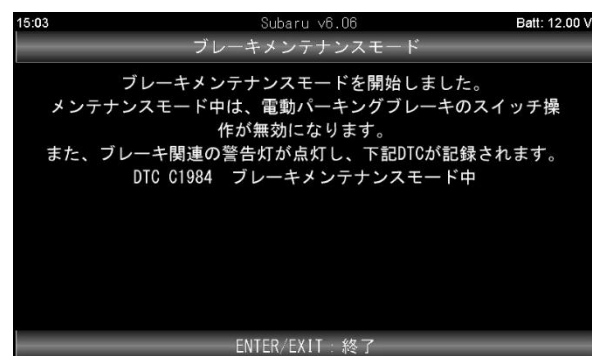 15:03 Subaru v6.06 Batt: 12.00 V
ブレーキメンテナンスモード
ブレーキメンテナンスモードを開始しました。
メンテナンスモード中は、電動パーキングブレーキのスイッチ操
作が無効になります。
また、ブレーキ関連の警告灯が点灯し、下記DTCが記録されます。
DTC C1984　ブレーキメンテナンスモード中
ENTER/EXIT : 終了